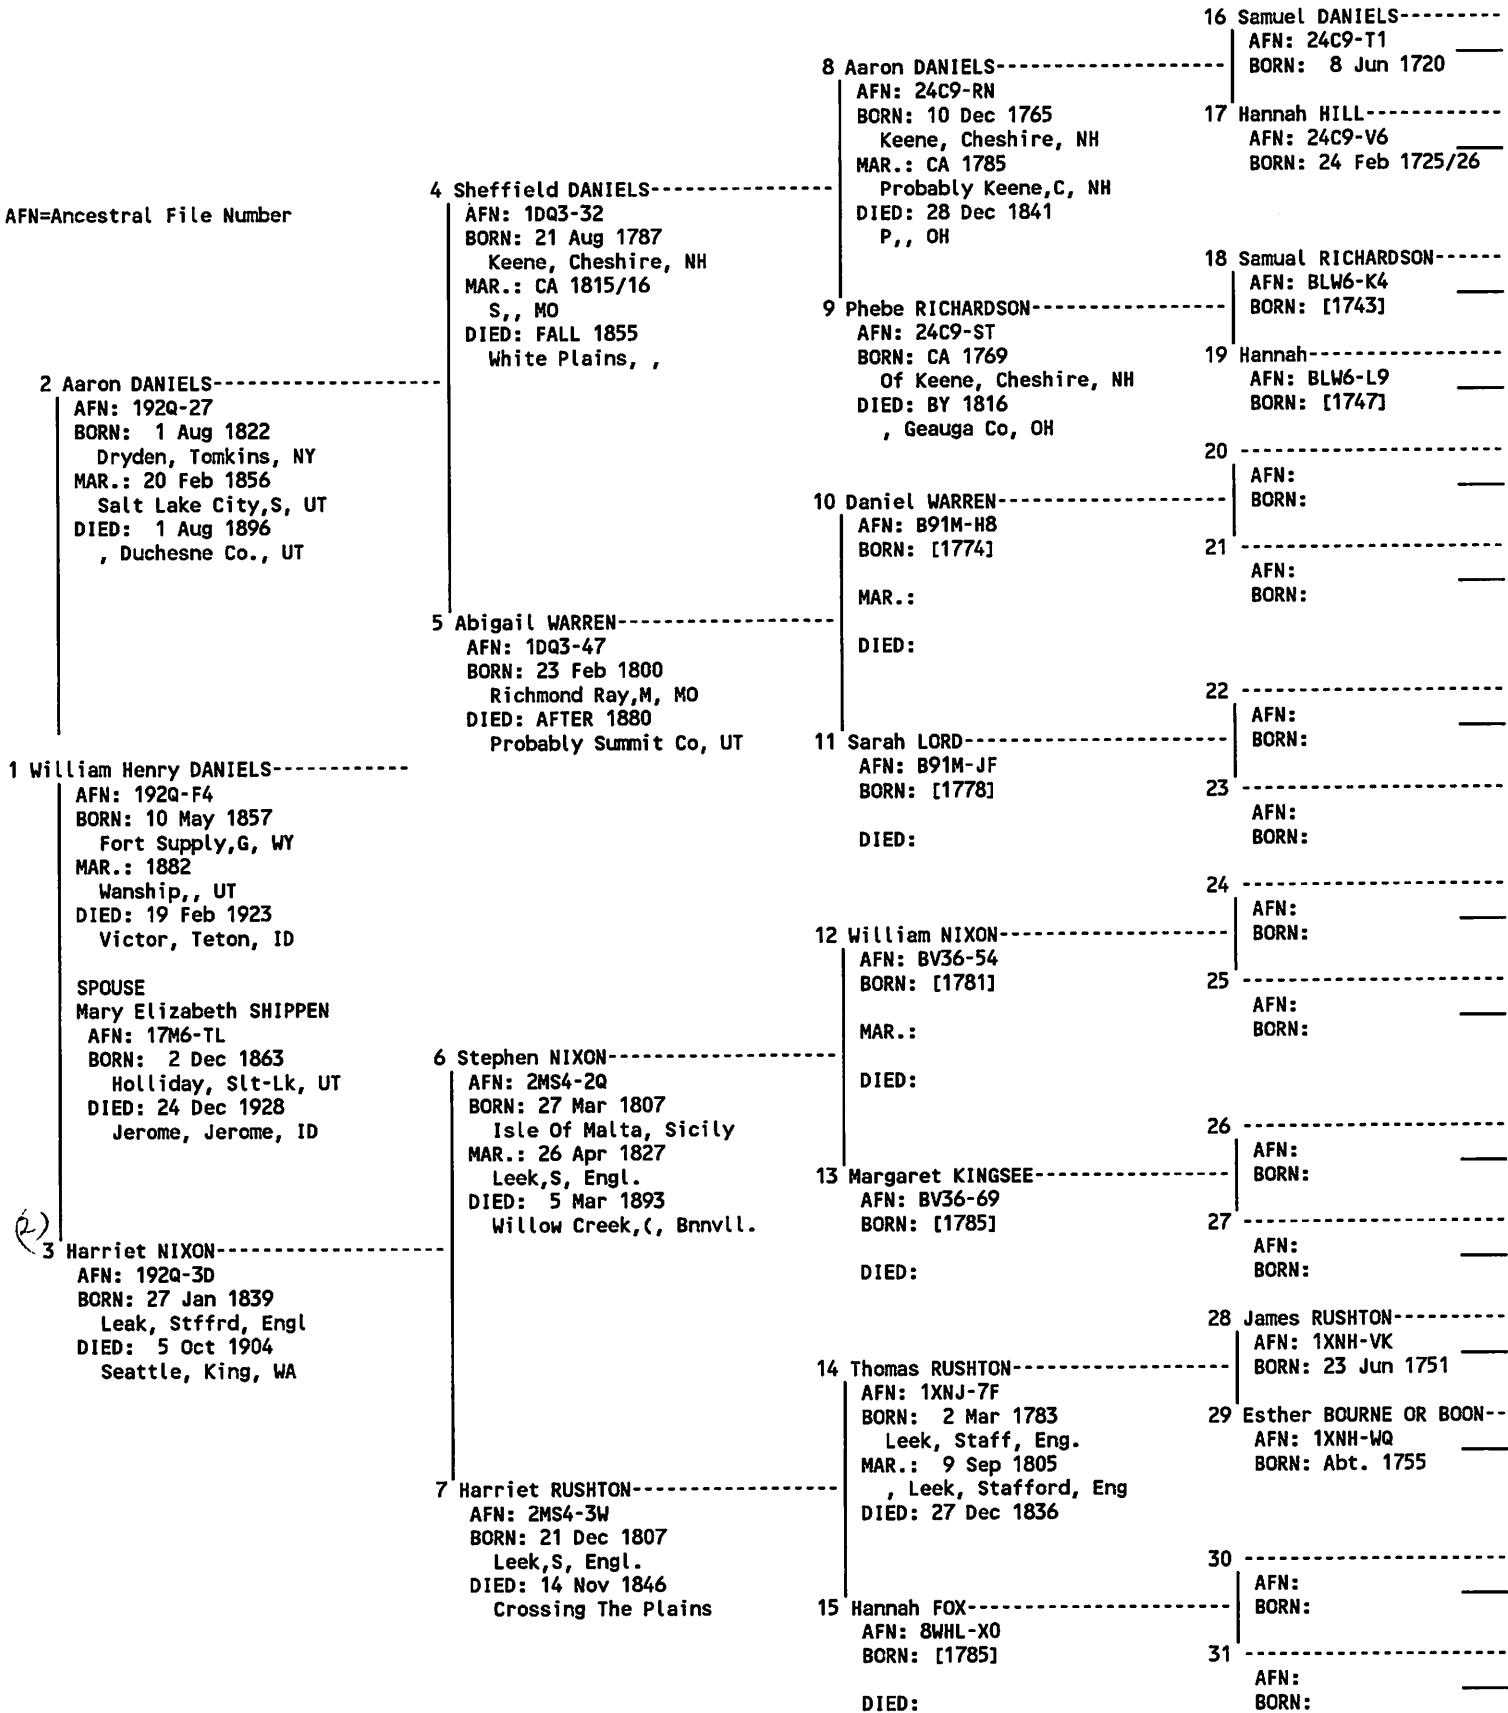 AFN=Ancestral File Number
1 William Henry DANIELS------------
AFN: 192Q-F4
BORN: 10 May 1857
Fort Supply,G, WY
MAR.: 1882
Wanship,, UT
DIED: 19 Feb 1923
Victor, Teton, ID
SPOUSE
Mary Elizabeth SHIPPEN
AFN: 17M6-TL
BORN:  2 Dec 1863
Holliday, Slt-Lk, UT
DIED: 24 Dec 1928
Jerome, Jerome, ID
2 Aaron DANIELS-------------------
AFN: 192Q-27
BORN:  1 Aug 1822
Dryden, Tomkins, NY
MAR.: 20 Feb 1856
Salt Lake City,S, UT
DIED:  1 Aug 1896
, Duchesne Co., UT
(2)
3 Harriet NIXON-------------------
AFN: 192Q-3D
BORN: 27 Jan 1839
Leak, Stffrd, Engl
DIED:  5 Oct 1904
Seattle, King, WA
4 Sheffield DANIELS---------------
AFN: 1DQ3-32
BORN: 21 Aug 1787
Keene, Cheshire, NH
MAR.: CA 1815/16
S,, MO
DIED: FALL 1855
White Plains, ,
5 Abigail WARREN------------------
AFN: 1DQ3-47
BORN: 23 Feb 1800
Richmond Ray,M, MO
DIED: AFTER 1880
Probably Summit Co, UT
6 Stephen NIXON-------------------
AFN: 2MS4-2Q
BORN: 27 Mar 1807
Isle Of Malta, Sicily
MAR.: 26 Apr 1827
Leek,S, Engl.
DIED:  5 Mar 1893
Willow Creek,(, Bnnvll.
7 Harriet RUSHTON-----------------
AFN: 2MS4-3W
BORN: 21 Dec 1807
Leek,S, Engl.
DIED: 14 Nov 1846
Crossing The Plains
8 Aaron DANIELS-------------------
AFN: 24C9-RN
BORN: 10 Dec 1765
Keene, Cheshire, NH
MAR.: CA 1785
Probably Keene,C, NH
DIED: 28 Dec 1841
P,, OH
9 Phebe RICHARDSON----------------
AFN: 24C9-ST
BORN: CA 1769
Of Keene, Cheshire, NH
DIED: BY 1816
, Geauga Co, OH
10 Daniel WARREN-------------------
AFN: B91M-H8
BORN: [1774]
MAR.:
DIED:
11 Sarah LORD----------------------
AFN: B91M-JF
BORN: [1778]
DIED:
12 William NIXON-------------------
AFN: BV36-54
BORN: [1781]
MAR.:
DIED:
13 Margaret KINGSEE----------------
AFN: BV36-69
BORN: [1785]
DIED:
14 Thomas RUSHTON------------------
AFN: 1XNJ-7F
BORN:  2 Mar 1783
Leek, Staff, Eng.
MAR.:  9 Sep 1805
, Leek, Stafford, Eng
DIED: 27 Dec 1836
15 Hannah FOX----------------------
AFN: 8WHL-X0
BORN: [1785]
DIED:
16 Samuel DANIELS---------
AFN: 24C9-T1
BORN:  8 Jun 1720
17 Hannah HILL------------
AFN: 24C9-V6
BORN: 24 Feb 1725/26
18 Samual RICHARDSON------
AFN: BLW6-K4
BORN: [1743]
19 Hannah-----------------
AFN: BLW6-L9
BORN: [1747]
20 -----------------------
AFN:
BORN:
21 -----------------------
AFN:
BORN:
22 -----------------------
AFN:
BORN:
23 -----------------------
AFN:
BORN:
24 -----------------------
AFN:
BORN:
25 -----------------------
AFN:
BORN:
26 -----------------------
AFN:
BORN:
27 -----------------------
AFN:
BORN:
28 James RUSHTON----------
AFN: 1XNH-VK
BORN: 23 Jun 1751
29 Esther BOURNE OR BOON--
AFN: 1XNH-WQ
BORN: Abt. 1755
30 -----------------------
AFN:
BORN:
31 -----------------------
AFN:
BORN: